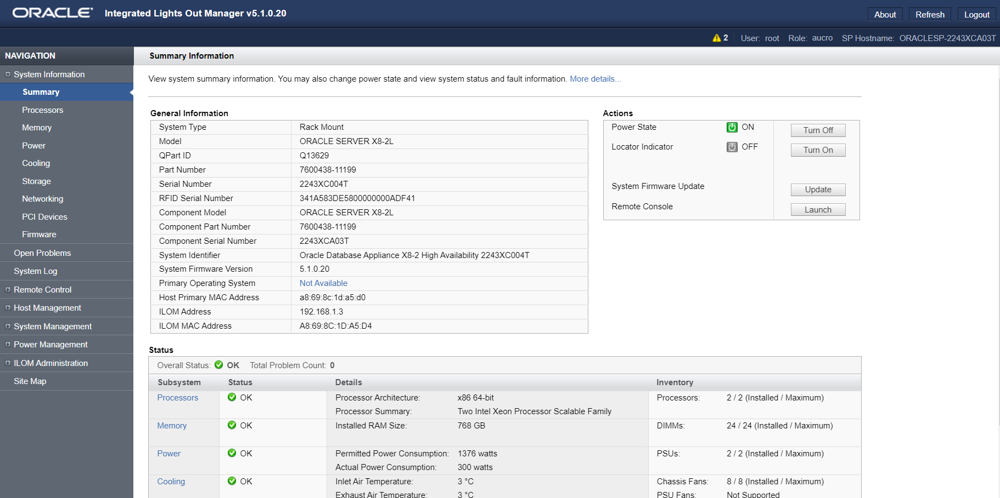 ORACLE Integrated Lights Out Manager v5.1.0.20
About Refresh Logout
2 User: root Role: aucro SP Hostname: ORACLESP-2243XCA03T
NAVIGATION
System Information
Summary
Processors
Memory
Power
Cooling
Storage
Networking
PCI Devices
Firmware
Open Problems
System Log
Remote Control
Host Management
System Management
Power Management
ILOM Administration
Site Map
Summary Information
View system summary information. You may also change power state and view system status and fault information. More details...
General Information
System Type Rack Mount
Model ORACLE SERVER X8-2L
QPart ID Q13629
Part Number 7600438-11199
Serial Number 2243XC004T
RFID Serial Number 341A583DE5800000000ADF41
Component Model ORACLE SERVER X8-2L
Component Part Number 7600438-11199
Component Serial Number 2243XCA03T
System Identifier Oracle Database Appliance X8-2 High Availability 2243XC004T
System Firmware Version 5.1.0.20
Primary Operating System Not Available
Host Primary MAC Address a8:69:8c:1d:a5:d0
ILOM Address 192.168.1.3
ILOM MAC Address A8:69:8C:1D:A5:D4
Actions
Power State ON Turn Off
Locator Indicator OFF Turn On
System Firmware Update Update
Remote Console Launch
Status
Overall Status: OK Total Problem Count: 0
Subsystem Status Details Inventory
Processors OK Processor Architecture: x86 64-bit Processors: 2 / 2 (Installed / Maximum)
Processor Summary: Two Intel Xeon Processor Scalable Family
Memory OK Installed RAM Size: 768 GB DIMMs: 24 / 24 (Installed / Maximum)
Power OK Permitted Power Consumption: 1376 watts PSUs: 2 / 2 (Installed / Maximum)
Actual Power Consumption: 300 watts
Cooling OK Inlet Air Temperature: 3 °C Chassis Fans: 8 / 8 (Installed / Maximum)
Exhaust Air Temperature: 3 °C PSU Fans: Not Supported